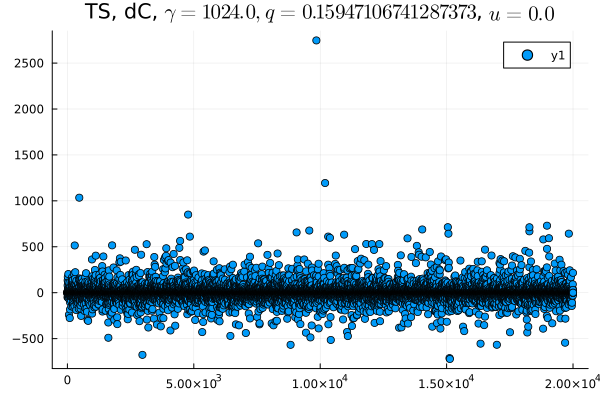 TS, dC, γ = 1024.0, q = 0.15947106741287373, u = 0.0
y1
2500
2000
1500
1000
500
0
−500
0 5.00×10³ 1.00×10⁴ 1.50×10⁴ 2.00×10⁴